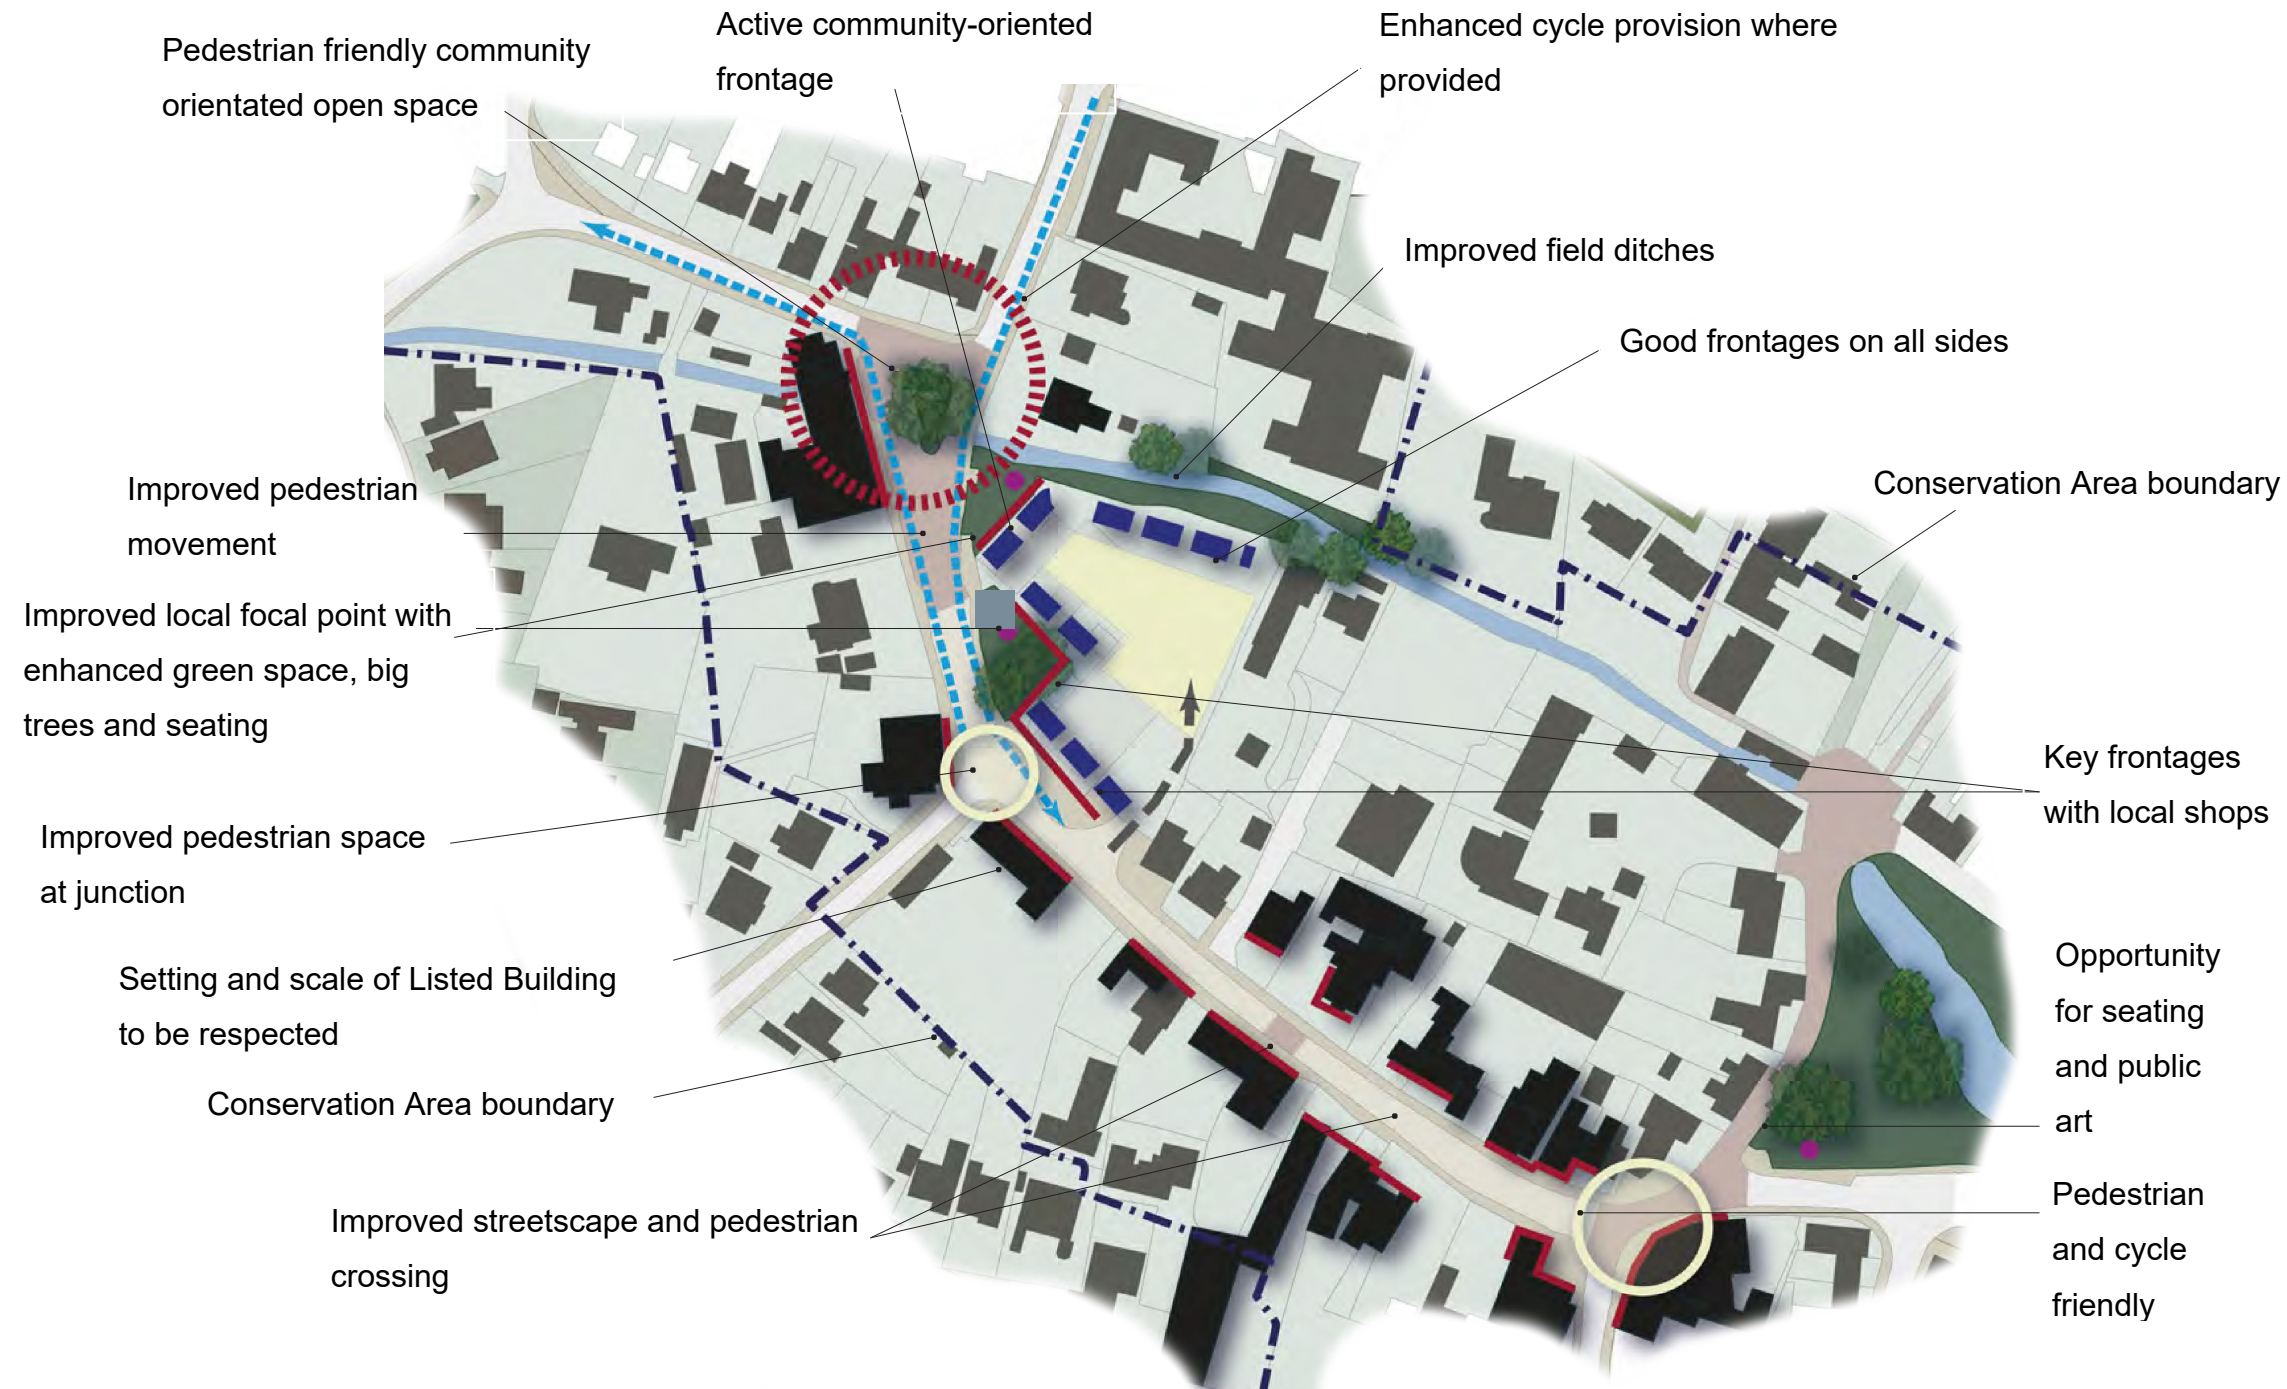 Pedestrian friendly community
orientated open space
Active community-oriented
frontage
Enhanced cycle provision where
provided
Improved field ditches
Good frontages on all sides
Conservation Area boundary
Improved pedestrian
movement
Improved local focal point with
enhanced green space, big
trees and seating
Key frontages
with local shops
Improved pedestrian space
at junction
Setting and scale of Listed Building
to be respected
Opportunity
for seating
and public
art
Conservation Area boundary
Pedestrian
and cycle
friendly
Improved streetscape and pedestrian
crossing